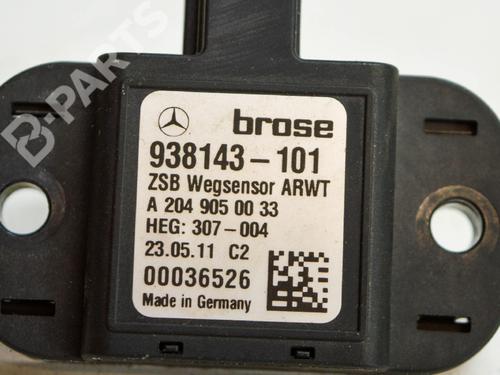 B-PARTS
brose
938143-101
ZSB Wegsensor ARWT
A 204 905 00 33
HEG: 307-004
23.05.11 C2
00036526
Made in Germany